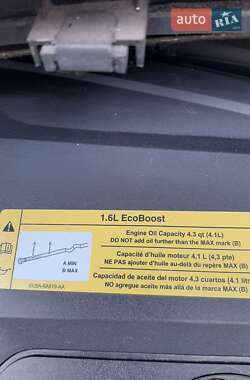 auto RIA
.com
1.6L EcoBoost
Engine Oil Capacity 4.3 qt (4.1L)
DO NOT add oil further than the MAX mark (B)
A MIN
B MAX
Capacité d'huile moteur 4,1 L (4,3 pte)
NE PAS ajouter d'huile au-delà du repère MAX (B)
Capacidad de aceite del motor 4.3 cuartos (4.1 litr
NO agregue aceite más allá de la marca MAX (B)